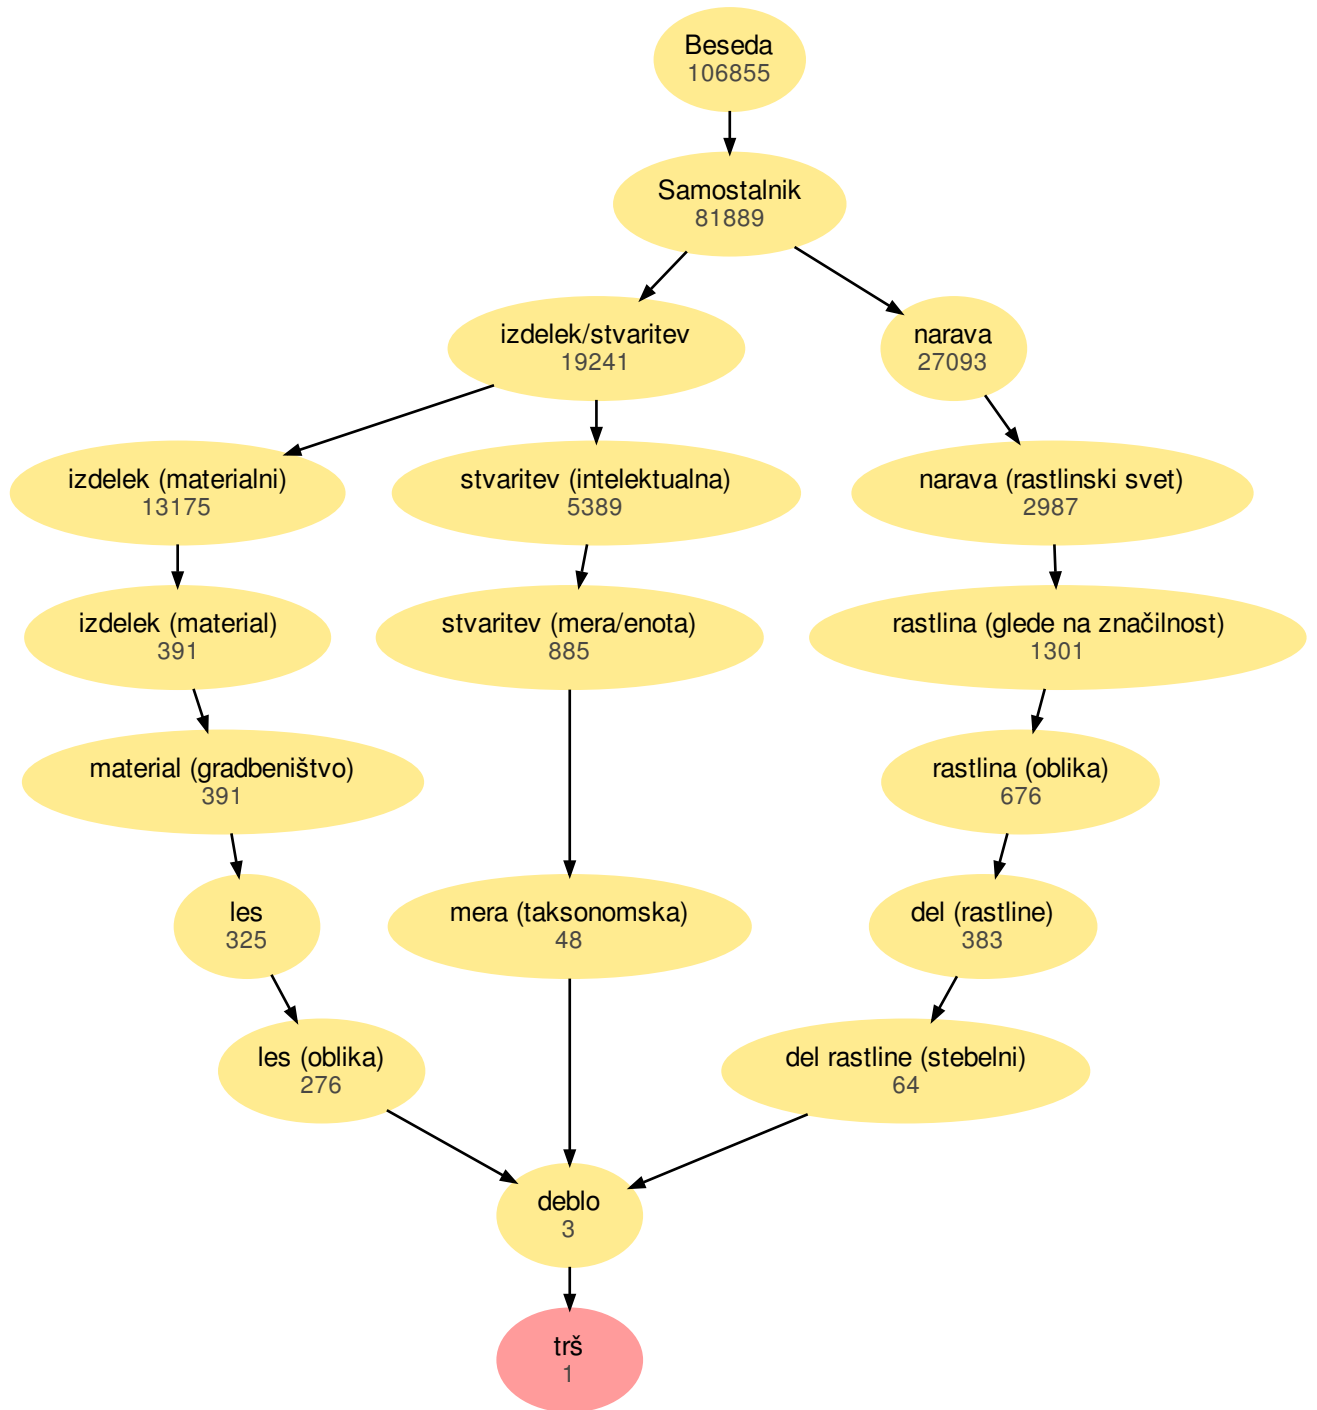 Beseda
106855
Samostalnik
81889
izdelek/stvaritev
19241
narava
27093
izdelek (materialni)
13175
stvaritev (intelektualna)
5389
narava (rastlinski svet)
2987
izdelek (material)
391
stvaritev (mera/enota)
885
rastlina (glede na značilnost)
1301
material (gradbeništvo)
391
rastlina (oblika)
676
les
325
mera (taksonomska)
48
del (rastline)
383
les (oblika)
276
del rastline (stebelni)
64
deblo
3
trš
1